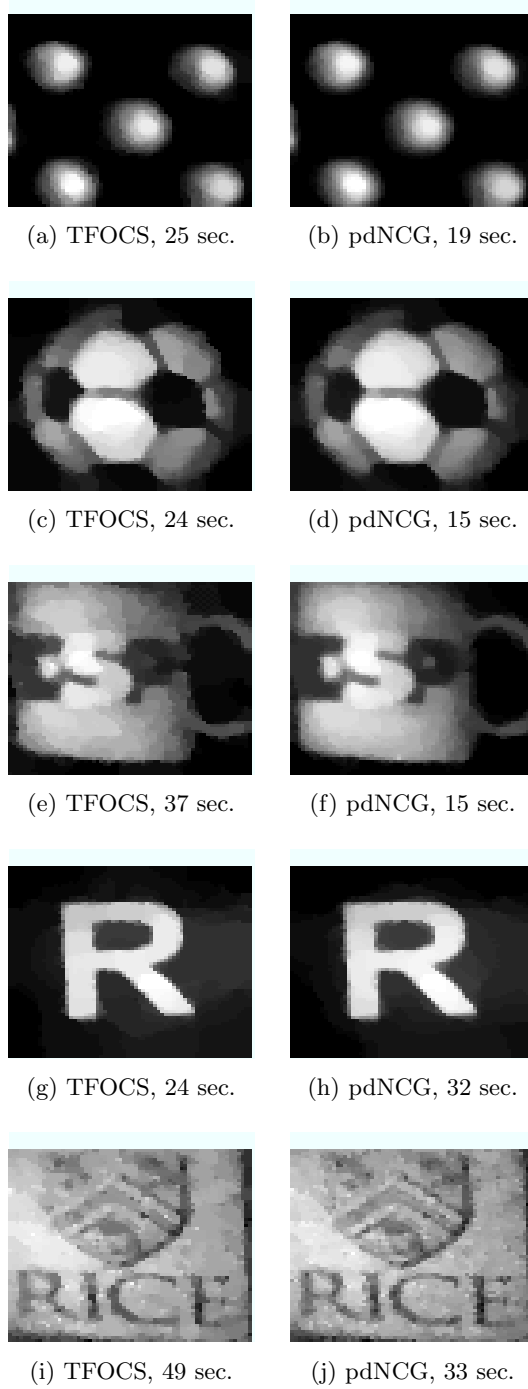 (a) TFOCS, 25 sec.
(b) pdNCG, 19 sec.
(c) TFOCS, 24 sec.
(d) pdNCG, 15 sec.
(e) TFOCS, 37 sec.
(f) pdNCG, 15 sec.
R
R
(g) TFOCS, 24 sec.
(h) pdNCG, 32 sec.
RICE
RICE
(i) TFOCS, 49 sec.
(j) pdNCG, 33 sec.